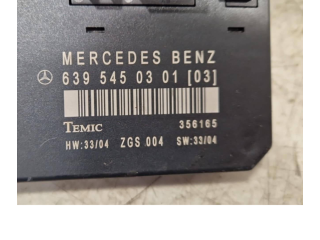 MERCEDES BENZ
639 545 03 01 [03]
TEMIC 356165
HW:33/04 ZGS 004 SW:33/04